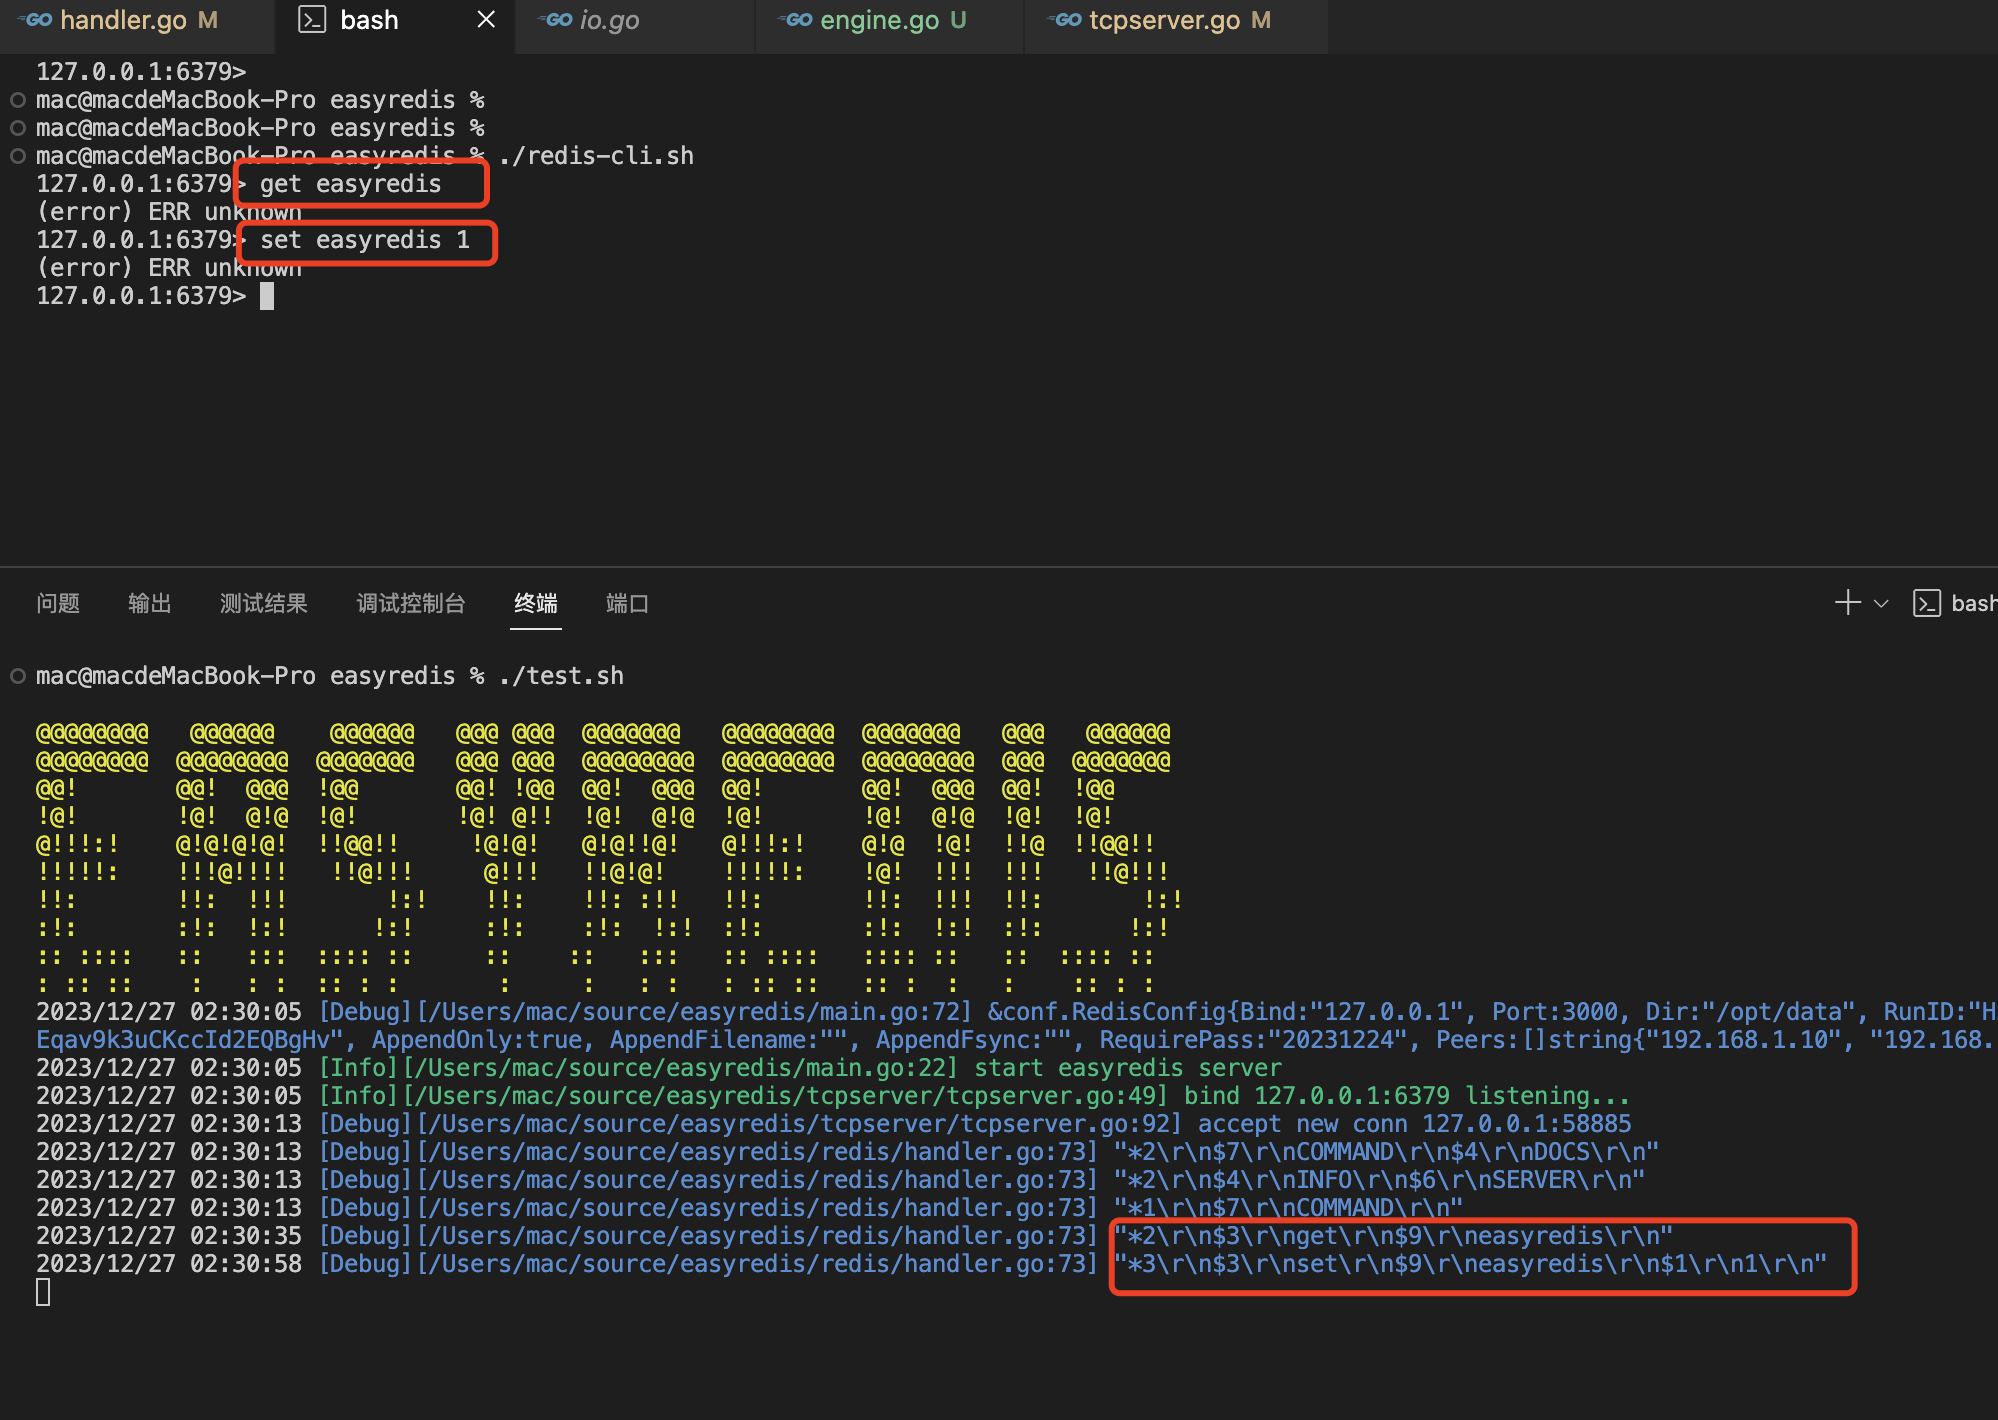 handler.go M bash io.go engine.go U tcpserver.go M
127.0.0.1:6379>
mac@macdeMacBook-Pro easyredis %
mac@macdeMacBook-Pro easyredis %
mac@macdeMacBook-Pro easyredis % ./redis-cli.sh
127.0.0.1:6379> get easyredis
(error) ERR unknown
127.0.0.1:6379> set easyredis 1
(error) ERR unknown
127.0.0.1:6379>
问题 输出 测试结果 调试控制台 终端 端口 bash
mac@macdeMacBook-Pro easyredis % ./test.sh
2023/12/27 02:30:05 [Debug][/Users/mac/source/easyredis/main.go:72] &conf.RedisConfig{Bind:"127.0.0.1", Port:3000, Dir:"/opt/data", RunID:"H
Eqav9k3uCKccId2EQBgHv", AppendOnly:true, AppendFilename:"", AppendFsync:"", RequirePass:"20231224", Peers:[]string{"192.168.1.10", "192.168.
2023/12/27 02:30:05 [Info][/Users/mac/source/easyredis/main.go:22] start easyredis server
2023/12/27 02:30:05 [Info][/Users/mac/source/easyredis/tcpserver/tcpserver.go:49] bind 127.0.0.1:6379 listening...
2023/12/27 02:30:13 [Debug][/Users/mac/source/easyredis/tcpserver/tcpserver.go:92] accept new conn 127.0.0.1:58885
2023/12/27 02:30:13 [Debug][/Users/mac/source/easyredis/redis/handler.go:73] "*2\r\n$7\r\nCOMMAND\r\n$4\r\nDOCS\r\n"
2023/12/27 02:30:13 [Debug][/Users/mac/source/easyredis/redis/handler.go:73] "*2\r\n$4\r\nINFO\r\n$6\r\nSERVER\r\n"
2023/12/27 02:30:13 [Debug][/Users/mac/source/easyredis/redis/handler.go:73] "*1\r\n$7\r\nCOMMAND\r\n"
2023/12/27 02:30:35 [Debug][/Users/mac/source/easyredis/redis/handler.go:73] "*2\r\n$3\r\nget\r\n$9\r\neasyredis\r\n"
2023/12/27 02:30:58 [Debug][/Users/mac/source/easyredis/redis/handler.go:73] "*3\r\n$3\r\nset\r\n$9\r\neasyredis\r\n$1\r\n1\r\n"